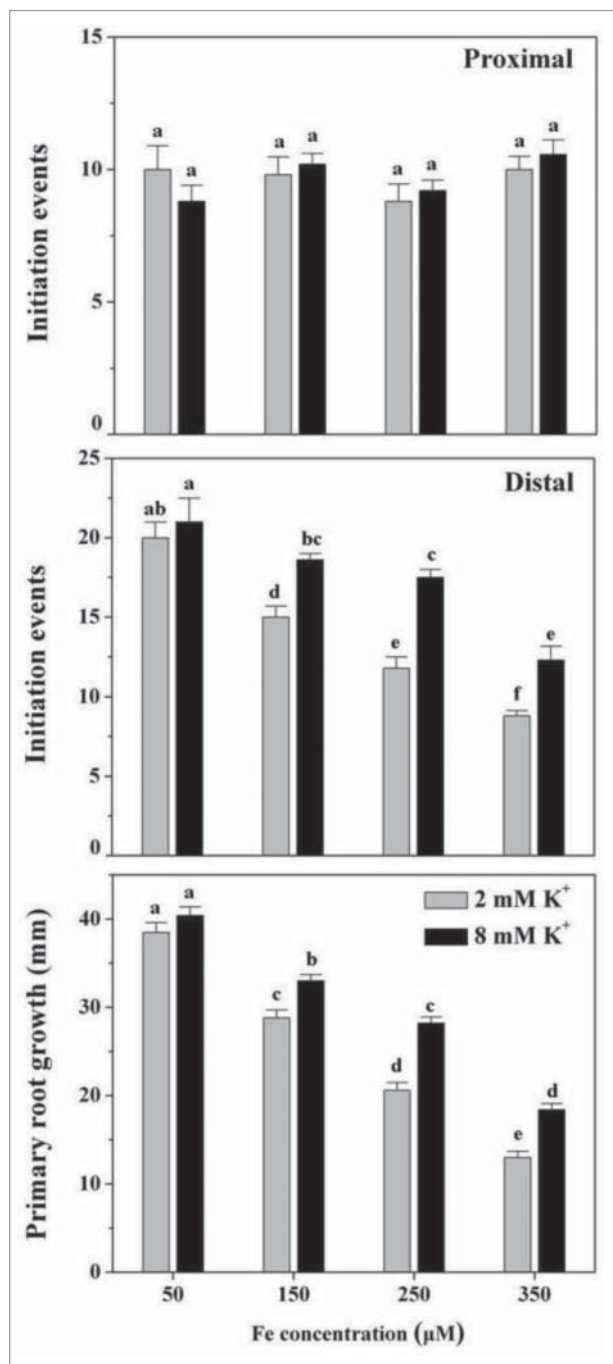 Proximal
15
10
5
0
Initiation events
a a a a a a a a
Distal
25
20
15
10
5
0
Initiation events
ab a d bc e c f e
2 mM K⁺
8 mM K⁺
40
30
20
10
0
Primary root growth (mm)
a a c b d c e d
50 150 250 350
Fe concentration (µM)